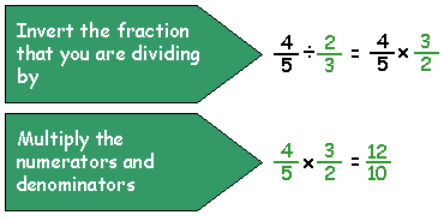 Invert the fraction
that you are dividing
by
4/5 ÷ 2/3 = 4/5 × 3/2
Multiply the
numerators and
denominators
4/5 × 3/2 = 12/10